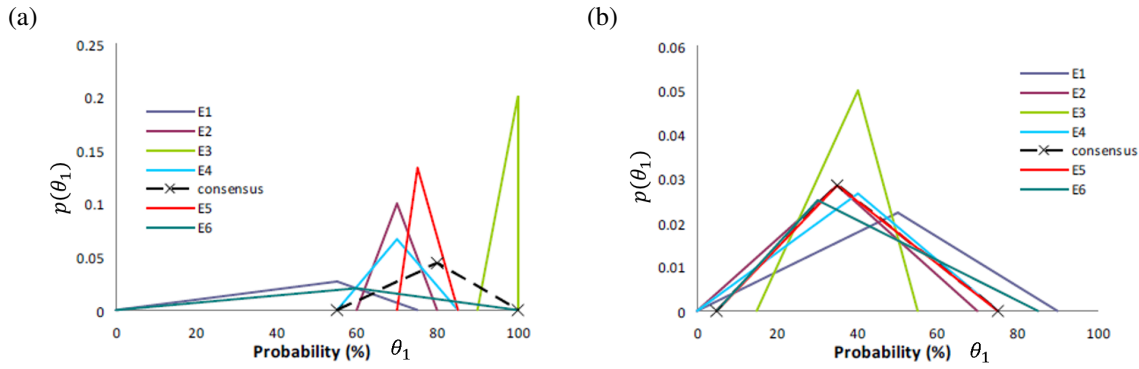 (a)
0.25
0.2
0.15
0.1
0.05
0
p(θ₁)
E1
E2
E3
E4
consensus
E5
E6
0 20 40 60 80 100
Probability (%) θ₁
(b)
0.06
0.05
0.04
0.03
0.02
0.01
0
p(θ₁)
E1
E2
E3
E4
consensus
E5
E6
0 20 40 60 80 100
Probability (%) θ₁